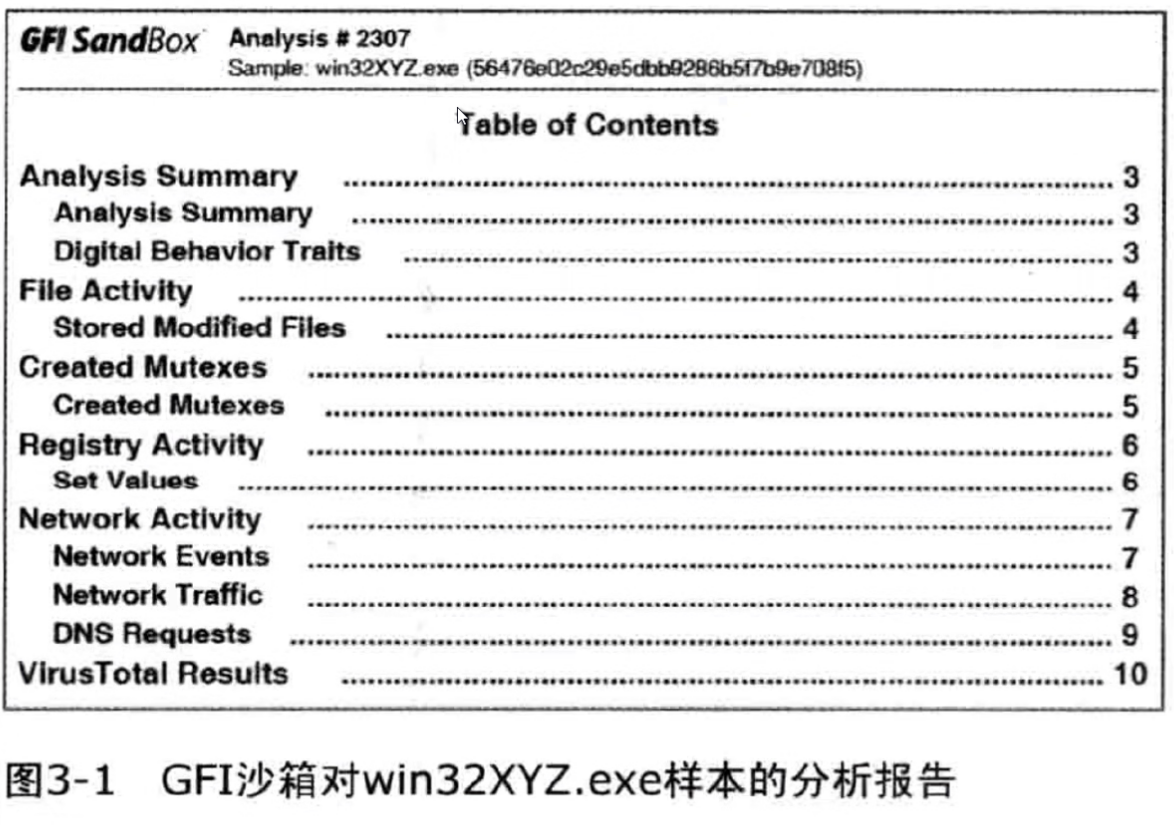 GFI SandBox Analysis # 2307
Sample: win32XYZ.exe (56476e02c29e5dbb9286b5f7b9e708f5)
Table of Contents
Analysis Summary ........................................ 3
Analysis Summary ........................................ 3
Digital Behavior Traits ........................................ 3
File Activity ........................................ 4
Stored Modified Files ........................................ 4
Created Mutexes ........................................ 5
Created Mutexes ........................................ 5
Registry Activity ........................................ 6
Set Values ........................................ 6
Network Activity ........................................ 7
Network Events ........................................ 7
Network Traffic ........................................ 8
DNS Requests ........................................ 9
VirusTotal Results ........................................ 10
图3-1 GFI沙箱对win32XYZ.exe样本的分析报告